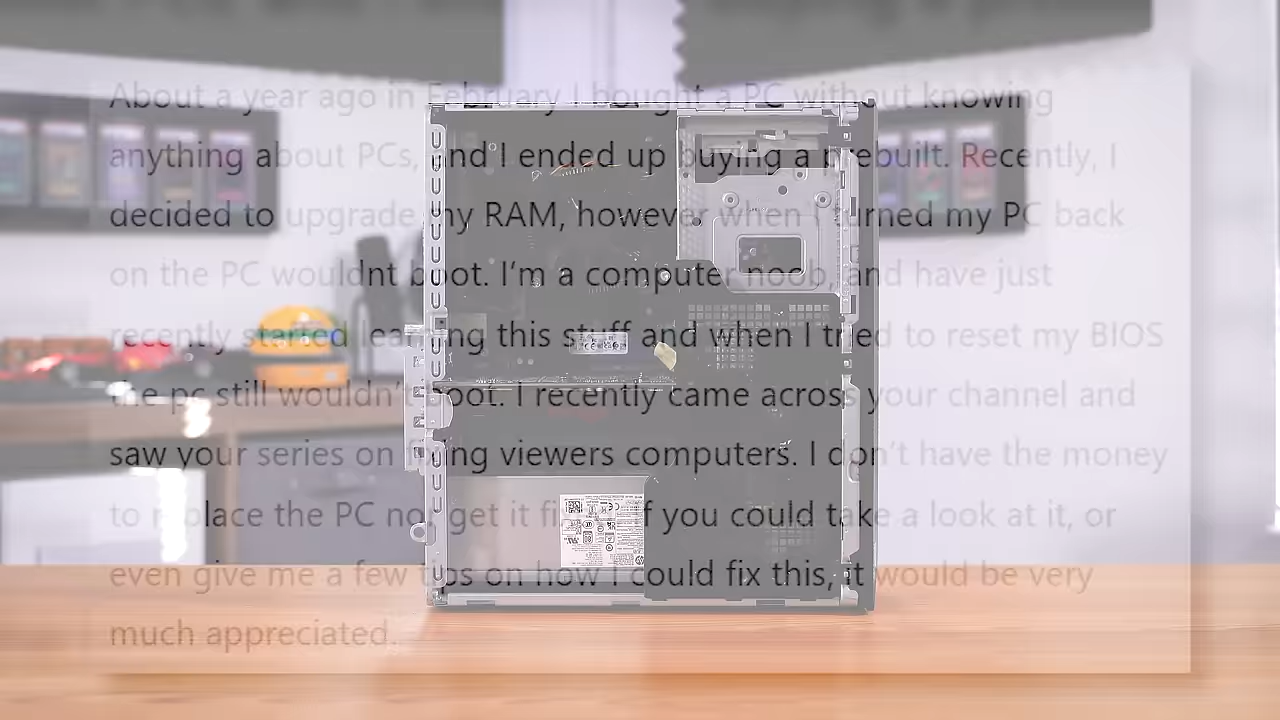 About a year ago in February I bought a PC without knowing
anything about PCs, and I ended up buying a prebuilt. Recently, I
decided to upgrade my RAM, however when I turned my PC back
on the PC wouldnt boot. I'm a computer noob, and have just
recently started learning this stuff and when I tried to reset my BIOS
the pc still wouldn't boot. I recently came across your channel and
saw your series on fixing viewers computers. I don't have the money
to replace the PC nor get it fixed. If you could take a look at it, or
even give me a few tips on how I could fix this, it would be very
much appreciated.